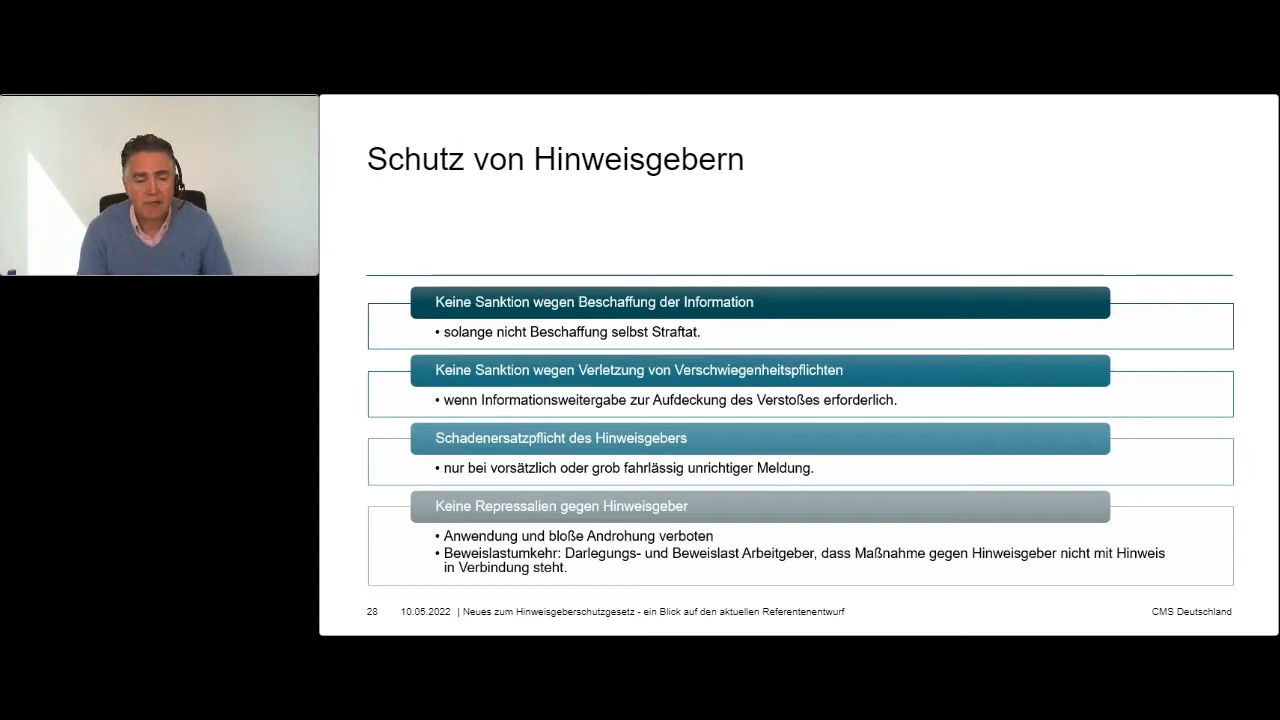 Schutz von Hinweisgebern
Keine Sanktion wegen Beschaffung der Information
• solange nicht Beschaffung selbst Straftat.
Keine Sanktion wegen Verletzung von Verschwiegenheitspflichten
• wenn Informationsweitergabe zur Aufdeckung des Verstoßes erforderlich.
Schadenersatzpflicht des Hinweisgebers
• nur bei vorsätzlich oder grob fahrlässig unrichtiger Meldung.
Keine Repressalien gegen Hinweisgeber
• Anwendung und bloße Androhung verboten
• Beweislastumkehr: Darlegungs- und Beweislast Arbeitgeber, dass Maßnahme gegen Hinweisgeber nicht mit Hinweis
in Verbindung steht.
28 10.05.2022 | Neues zum Hinweisgeberschutzgesetz - ein Blick auf den aktuellen Referentenentwurf CMS Deutschland